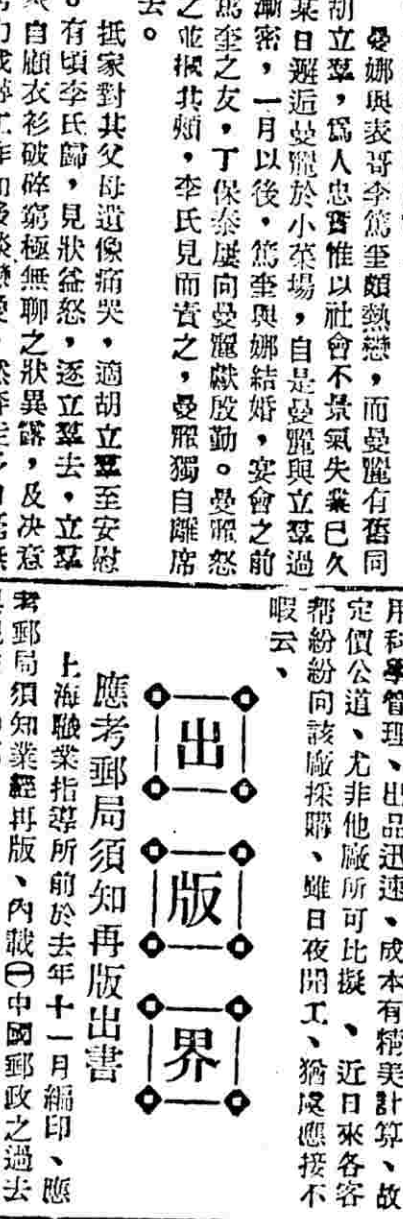 曼娜與表哥李篤奎頗熱戀，而曼麗有舊同
胡立翠，爲人忠實惟以社會不景氣失業已久
某日邂逅曼麗於小菜場，自是曼麗與立翠過
漸密，一月以後，篤奎與娜結婚，宴會之前
篤奎之友，丁保泰屢向曼麗獻殷勤。曼麗怒
之並摑其頰，李氏見而責之，曼麗獨自離席
去。
抵家對其父母遺像痛哭，適胡立翠至安慰
。有頃李氏歸，見狀益怒，逐立翠去，立翠
自顧衣衫破碎窮極無聊之狀異露，及决意
用科學管理、出品迅速、成本有精美計算、故
定價公道、尤非他廠所可比擬、近日來各客
幫紛紛向該廠採購、雖日夜開工、猶感應接不
暇云、
出版界
應考郵局須知再版出書
上海職業指導所前於去年十一月編印、應
考郵局須知業經再版、內載㊀中國郵政之過去